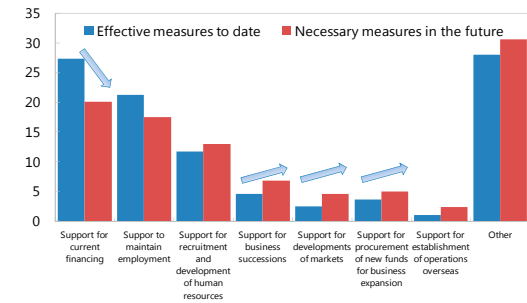 35
30
25
20
15
10
5
0
Effective measures to date
Necessary measures in the future
Support for
current
financing
Suppor to
maintain
employment
Support for
recruitment
and
development
of human
resources
Support for
business
successions
Support for
developments
of markets
Support for
procurement
of new funds
for business
expansion
Support for
establishment
of operations
overseas
Other